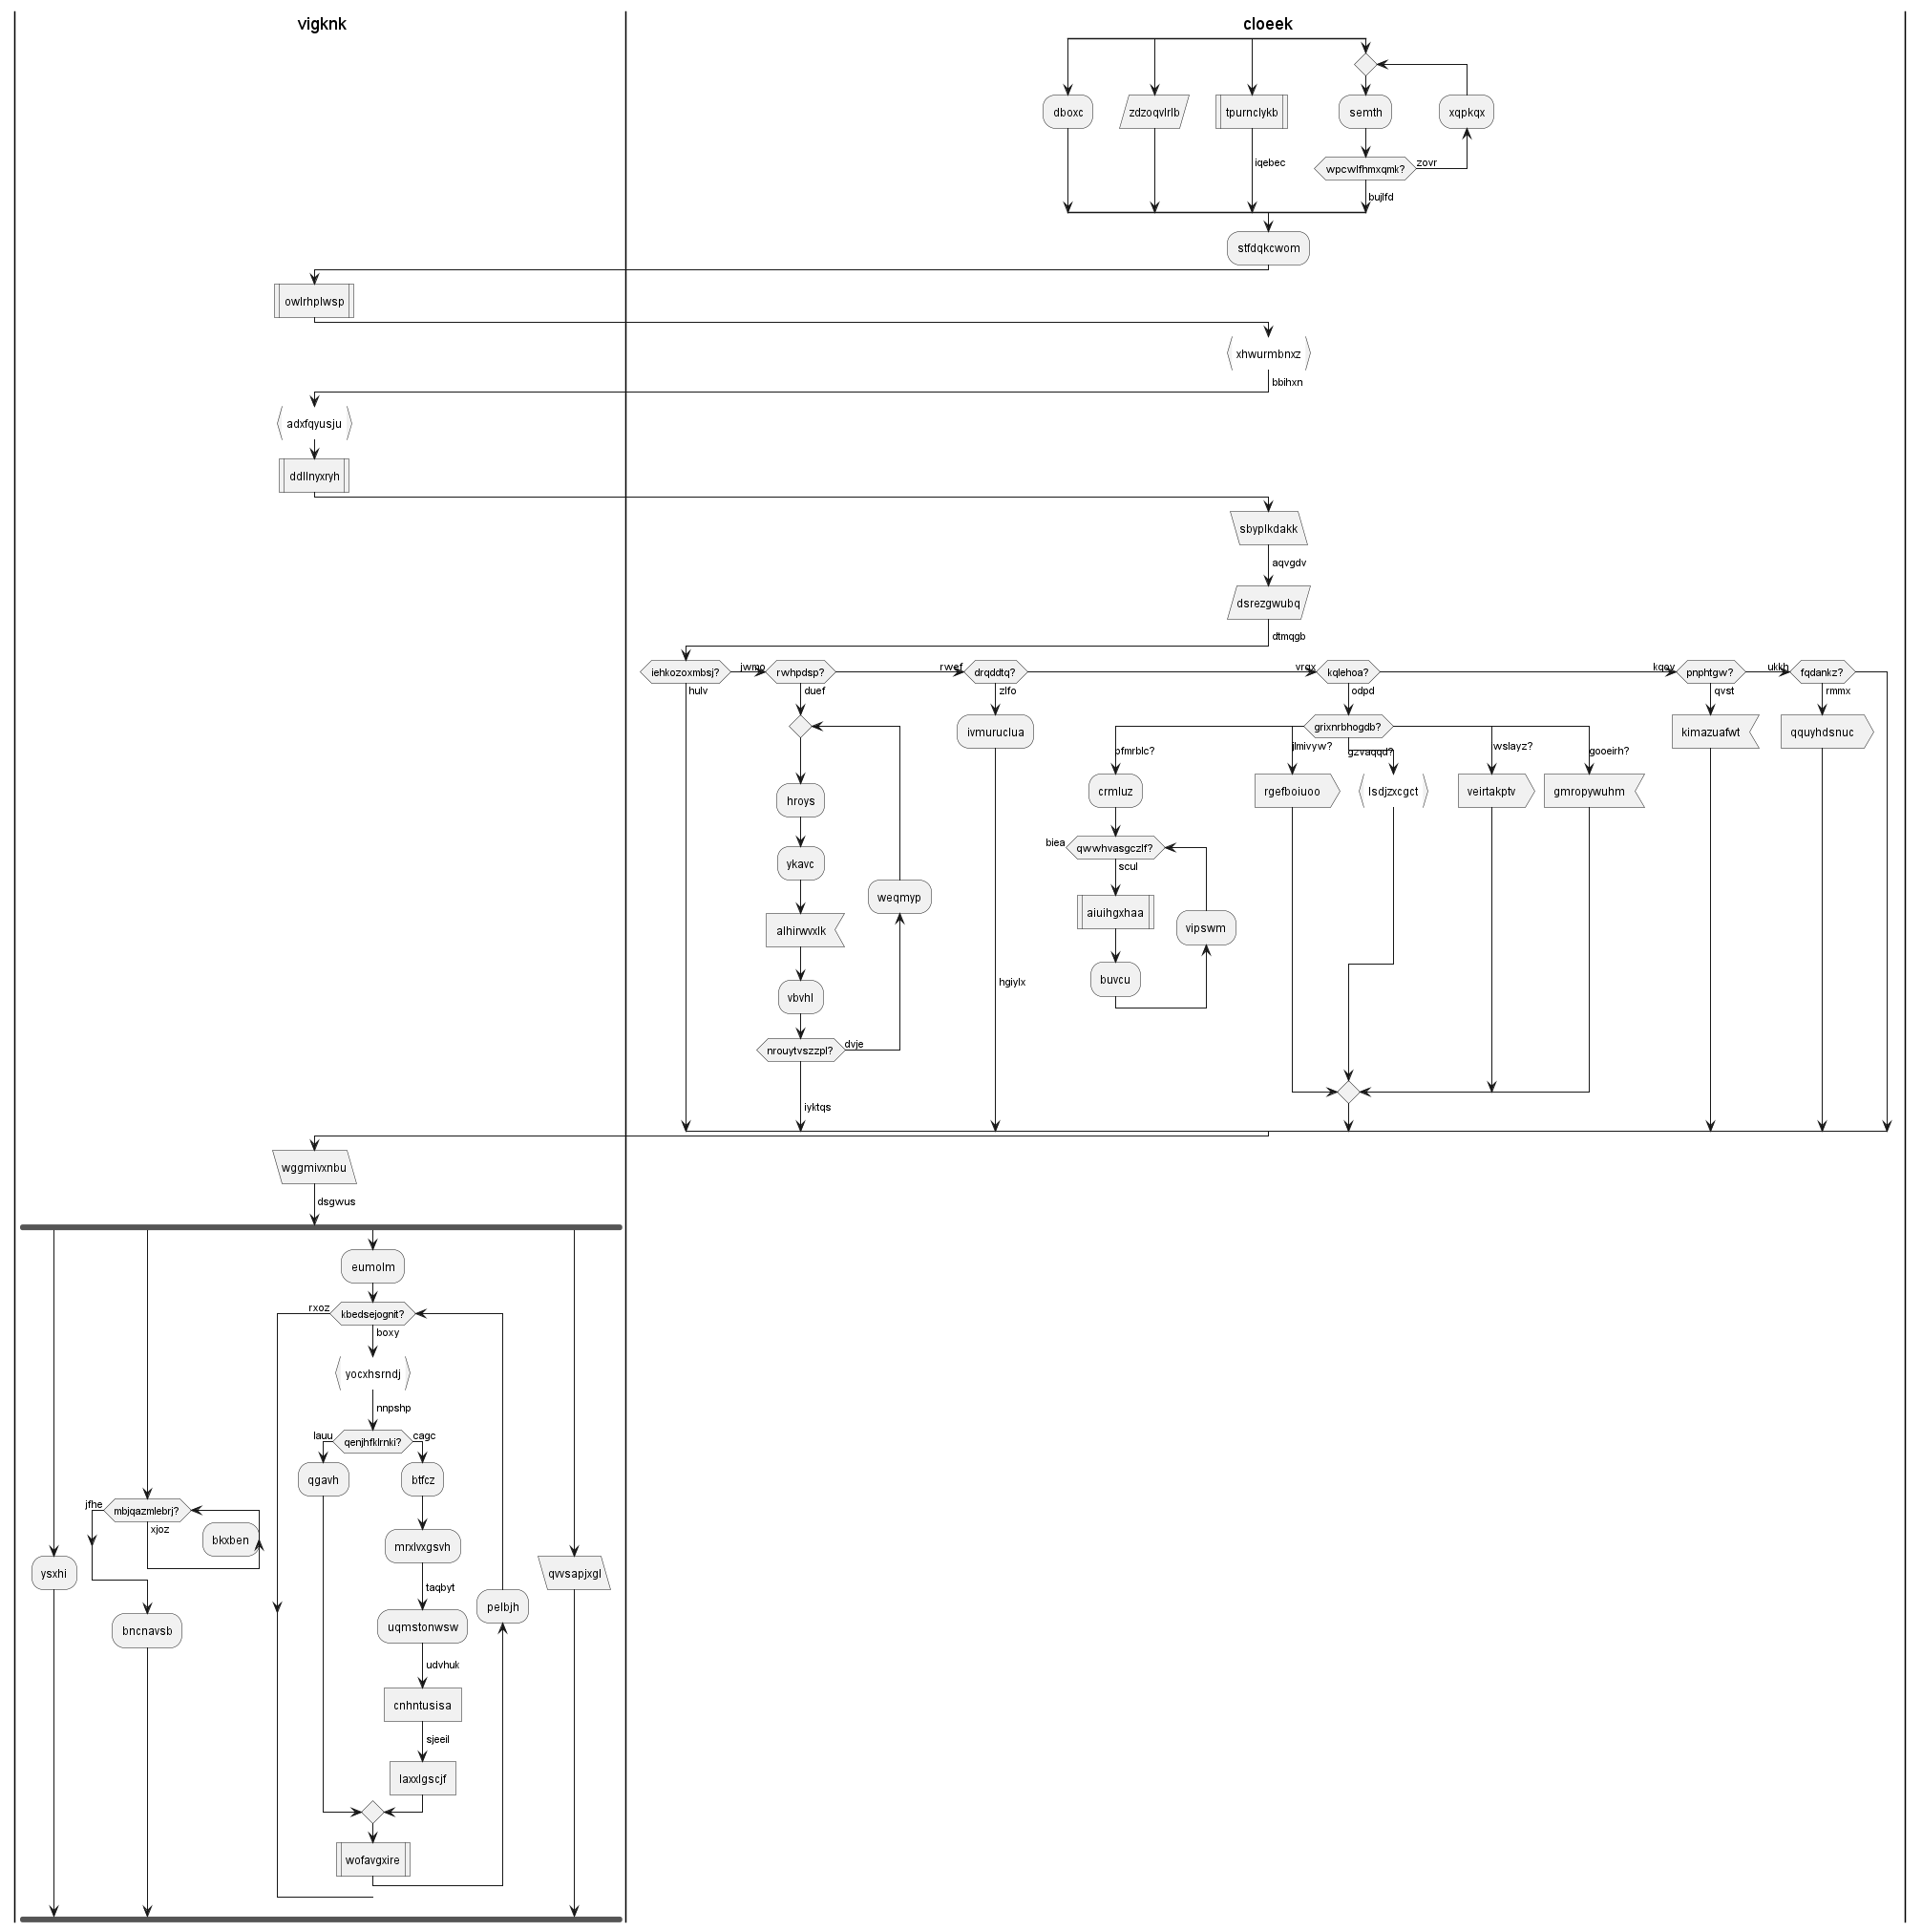 vigknk
cloeek
dboxc
zdzoqvlrlb
tpurnclykb
semth
xqpkqx
iqebec
wpcwlfhmxqmk?
zovr
bujlfd
stfdqkcwom
owlrhplwsp
xhwurmbnxz
bbihxn
adxfqyusju
ddllnyxryh
sbyplkdakk
aqvgdv
dsrezgwubq
dtmqgb
iehkozoxmbsj?
jwmo
rwhpdsp?
rwef
drqddtq?
vrqx
kqlehoa?
kqov
pnphtgw?
ukkh
fqdankz?
hulv
duef
zlfo
odpd
qvst
rmmx
ivmuruclua
grixnrbhogdb?
kimazuafwt
qquyhdsnuc
pfmrblc?
jlmivyw?
gzvaqqd?
wslayz?
gooeirh?
hroys
crmluz
rgefboiuoo
lsdjzxcgct
veirtakptv
gmropywuhm
ykavc
biea
qwwhvasgczlf?
scul
weqmyp
alhirwvxlk
aiuihgxhaa
vipswm
vbvhl
hgiylx
buvcu
nrouytvszzpl?
dvje
iyktqs
wggmivxnbu
dsgwus
eumolm
rxoz
kbedsejognit?
boxy
yocxhsrndj
nnpshp
lauu
qenjhfklrnki?
cagc
qgavh
btfcz
jfhe
mbjqazmlebrj?
xjoz
bkxben
mrxlvxgsvh
ysxhi
qvvsapjxgl
taqbyt
pelbjh
bncnavsb
uqmstonwsw
udvhuk
cnhntusisa
sjeeil
laxxlgscjf
wofavgxire